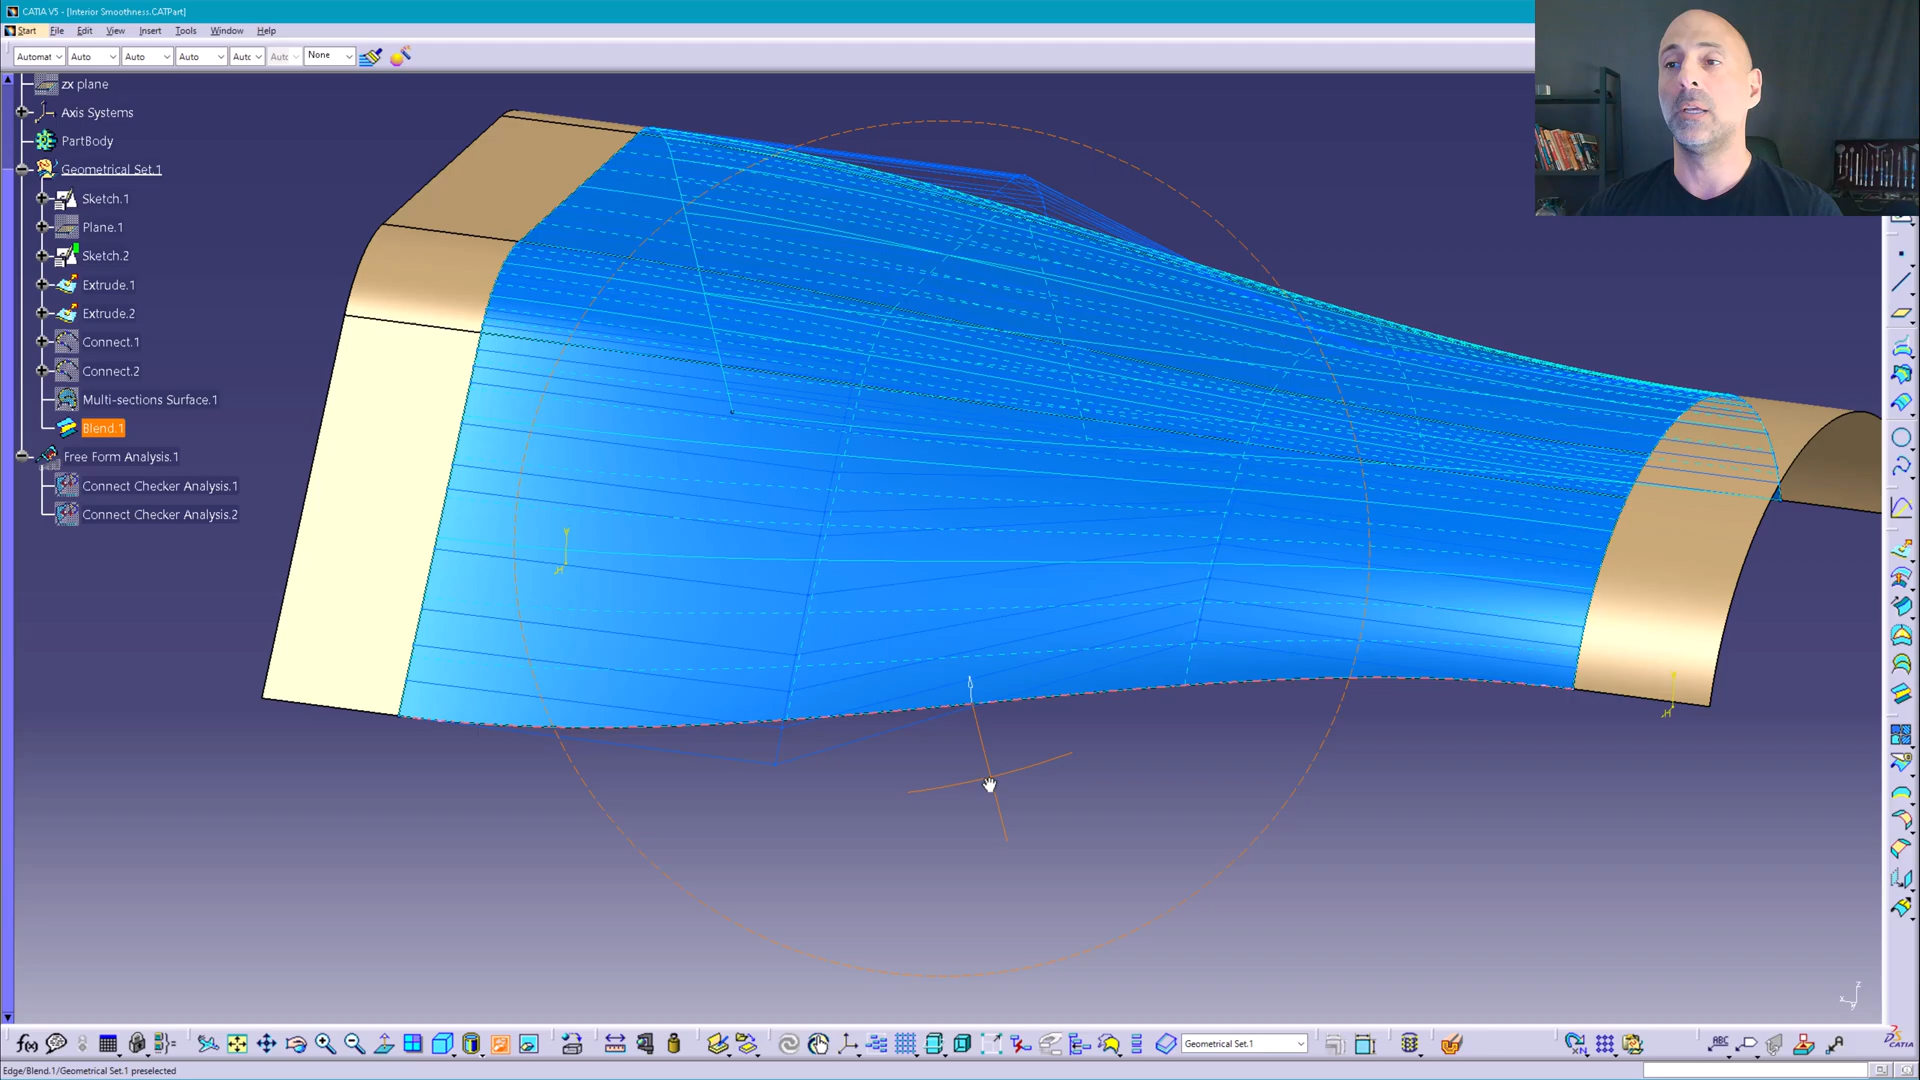 CATIA V5 - [Interior Smoothness.CATPart]
Start File Edit View Insert Tools Window Help
Automat Auto Auto Auto Auto None
zx plane
Axis Systems
PartBody
Geometrical Set.1
Sketch.1
Plane.1
Sketch.2
Extrude.1
Extrude.2
Connect.1
Connect.2
Multi-sections Surface.1
Blend.1
Free Form Analysis.1
Connect Checker Analysis.1
Connect Checker Analysis.2
Y
H
H
z
x
y
f(x)
Geometrical Set.1
ABC
CATIA
Edge/Blend.1/Geometrical Set.1 preselected